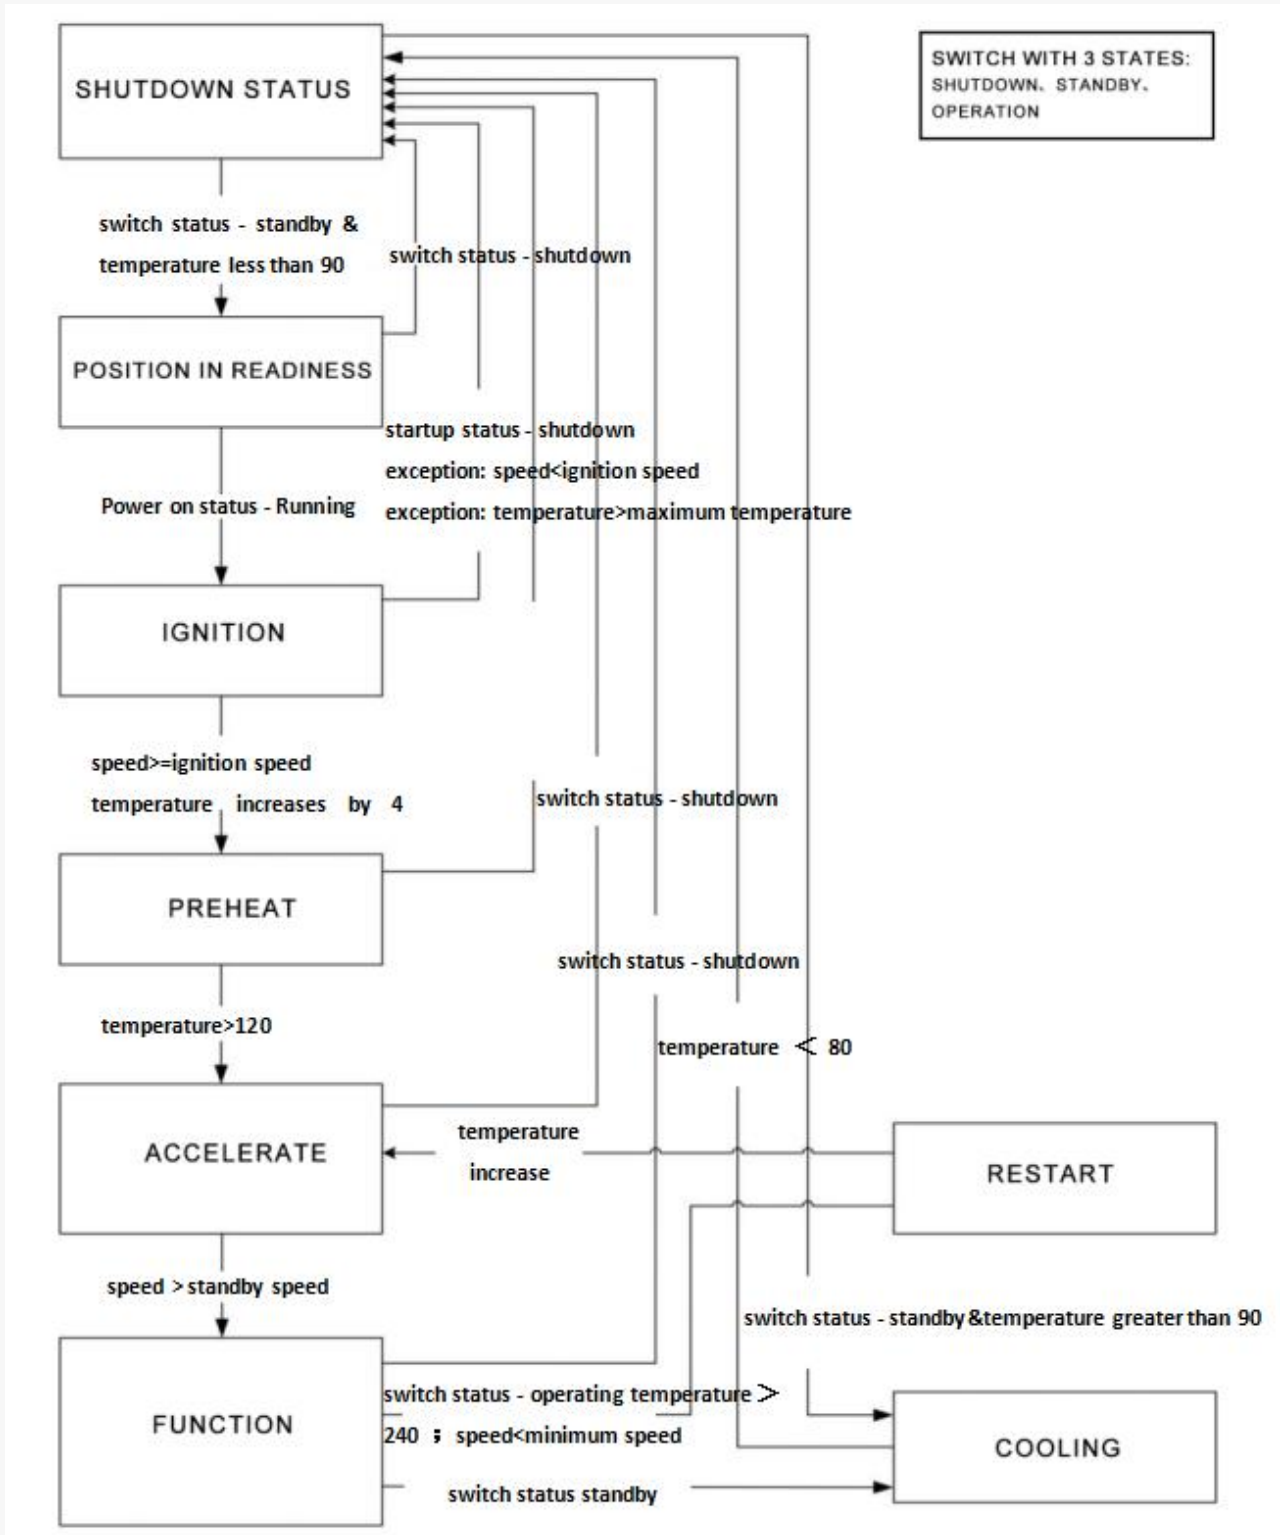 SHUTDOWN STATUS
SWITCH WITH 3 STATES:
SHUTDOWN、STANDBY、
OPERATION
switch status - standby &
temperature less than 90
switch status - shutdown
POSITION IN READINESS
startup status - shutdown
exception: speed<ignition speed
exception: temperature>maximum temperature
Power on status - Running
IGNITION
speed>=ignition speed
temperature increases by 4
switch status - shutdown
PREHEAT
switch status - shutdown
temperature>120
temperature < 80
ACCELERATE
temperature
increase
RESTART
speed >standby speed
switch status - standby &temperature greater than 90
FUNCTION
switch status - operating temperature >
240 ; speed<minimum speed
COOLING
switch status standby